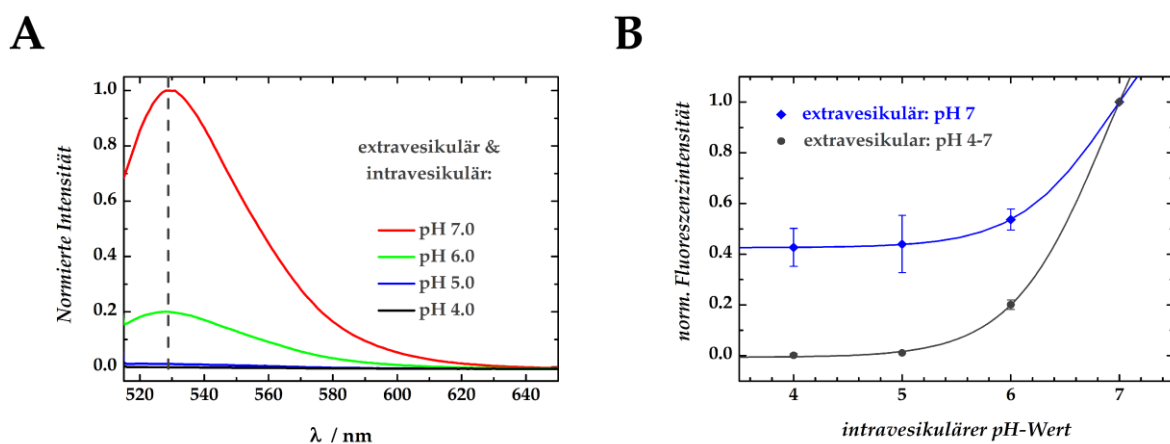 A
Normierte Intensität
1.0
0.8
0.6
0.4
0.2
0.0
extravesikulär &
intravesikulär:
pH 7.0
pH 6.0
pH 5.0
pH 4.0
520 540 560 580 600 620 640
λ / nm
B
norm. Fluoreszenzintensität
1.0
0.8
0.6
0.4
0.2
0.0
extravesikulär: pH 7
extravesikular: pH 4-7
4 5 6 7
intravesikulärer pH-Wert